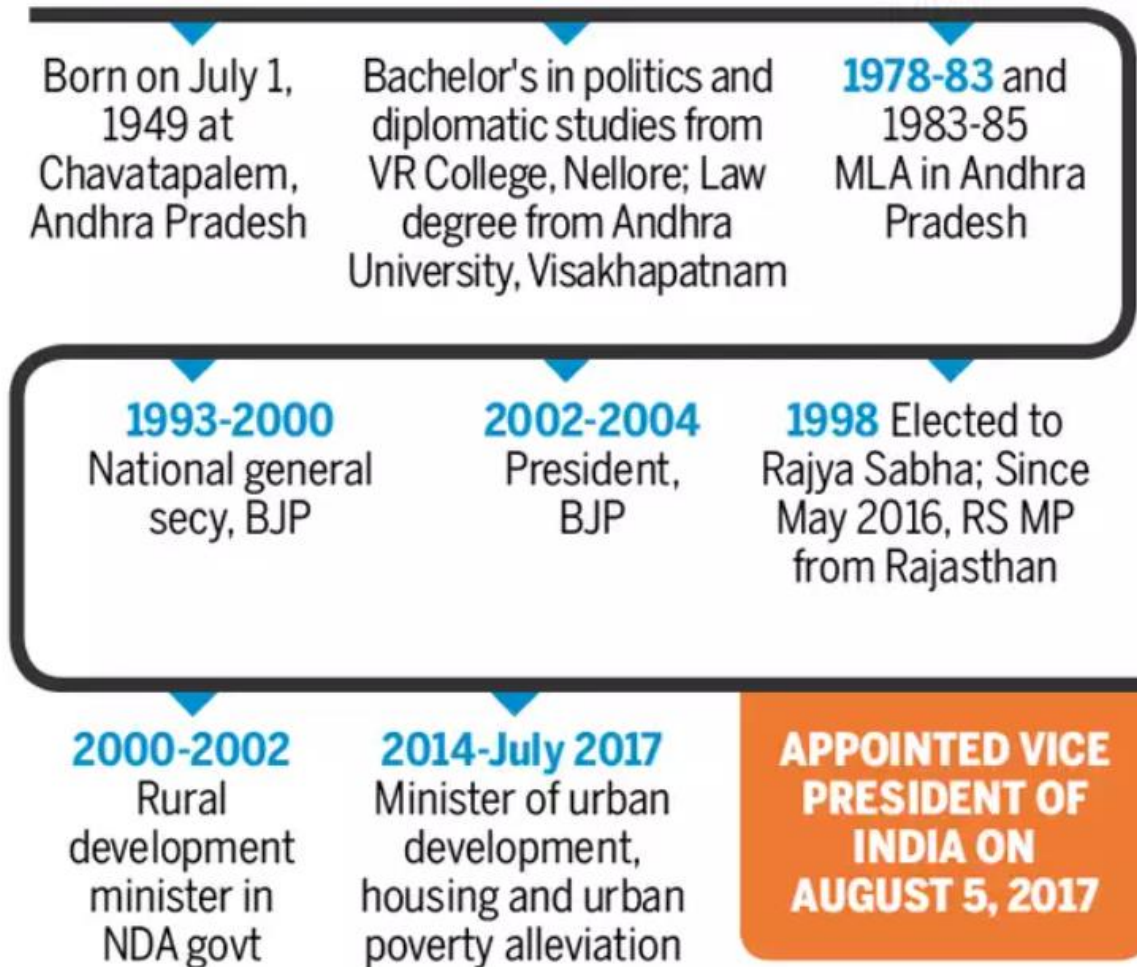 Born on July 1,
1949 at
Chavatapalem,
Andhra Pradesh
Bachelor's in politics and
diplomatic studies from
VR College, Nellore; Law
degree from Andhra
University, Visakhapatnam
1978-83 and
1983-85
MLA in Andhra
Pradesh
1993-2000
National general
secy, BJP
2002-2004
President,
BJP
1998 Elected to
Rajya Sabha; Since
May 2016, RS MP
from Rajasthan
2000-2002
Rural
development
minister in
NDA govt
2014-July 2017
Minister of urban
development,
housing and urban
poverty alleviation
APPOINTED VICE
PRESIDENT OF
INDIA ON
AUGUST 5, 2017